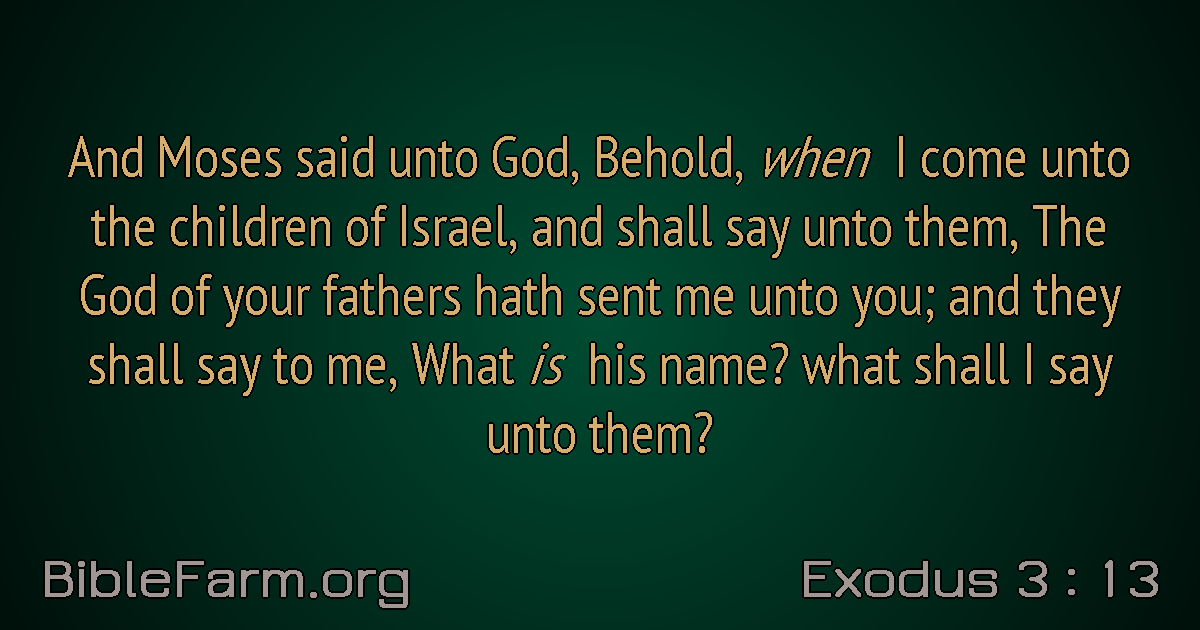 And Moses said unto God, Behold, when I come unto
the children of Israel, and shall say unto them, The
God of your fathers hath sent me unto you; and they
shall say to me, What is his name? what shall I say
unto them?
BibleFarm.org
Exodus 3 : 13